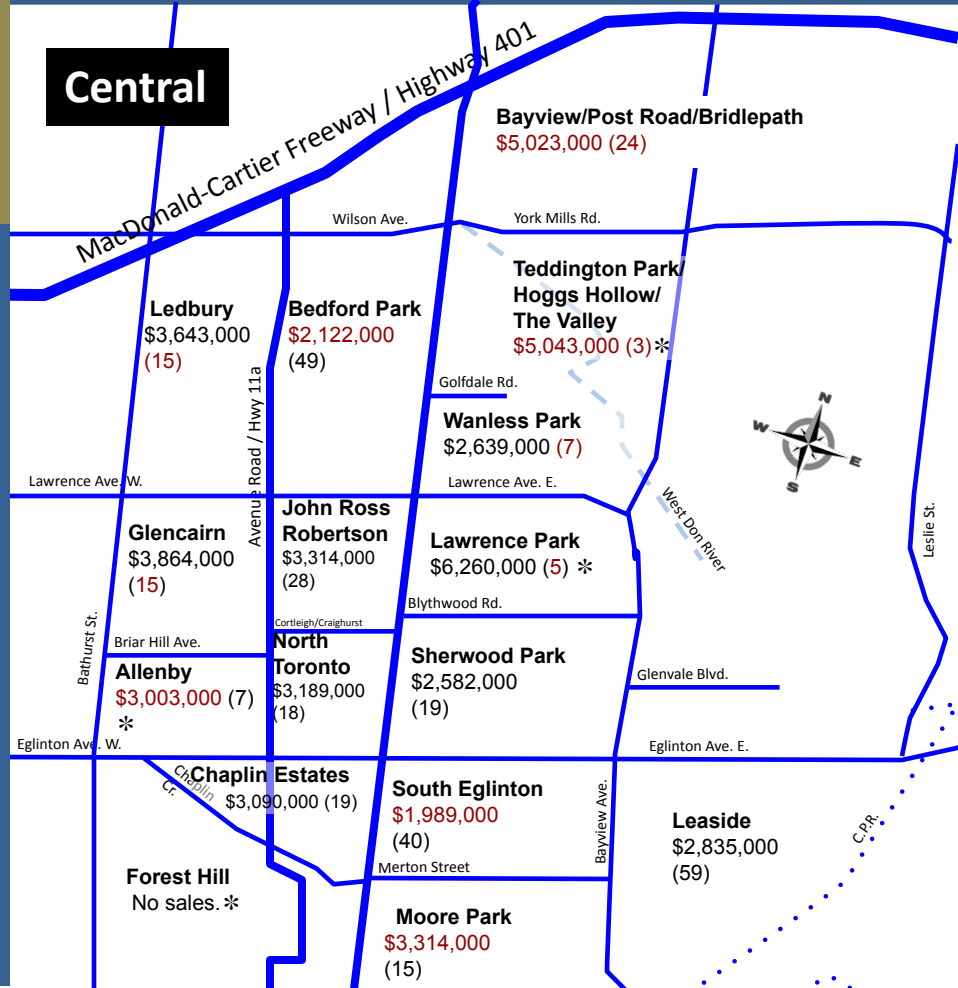 Central
MacDonald-Cartier Freeway / Highway 401
Bayview/Post Road/Bridlepath
$5,023,000 (24)
Wilson Ave.
York Mills Rd.
Teddington Park/
Hoggs Hollow/
The Valley
$5,043,000 (3)*
Ledbury
$3,643,000
(15)
Bedford Park
$2,122,000
(49)
Avenue Road / Hwy 11a
Golfdale Rd.
Wanless Park
$2,639,000 (7)
N
W
E
S
Lawrence Ave. W.
Lawrence Ave. E.
West Don River
Leslie St.
Glencairn
$3,864,000
(15)
John Ross
Robertson
$3,314,000
(28)
Lawrence Park
$6,260,000 (5) *
Blythwood Rd.
Cortleigh/Craighurst
Bathurst St.
Briar Hill Ave.
Allenby
$3,003,000 (7)
*
North
Toronto
$3,189,000
(18)
Sherwood Park
$2,582,000
(19)
Glenvale Blvd.
Eglinton Ave. W.
Eglinton Ave. E.
Chaplin
Cr.
Chaplin Estates
$3,090,000 (19)
South Eglinton
$1,989,000
(40)
Bayview Ave.
Leaside
$2,835,000
(59)
C.P.R.
Merton Street
Forest Hill
No sales.*
Moore Park
$3,314,000
(15)